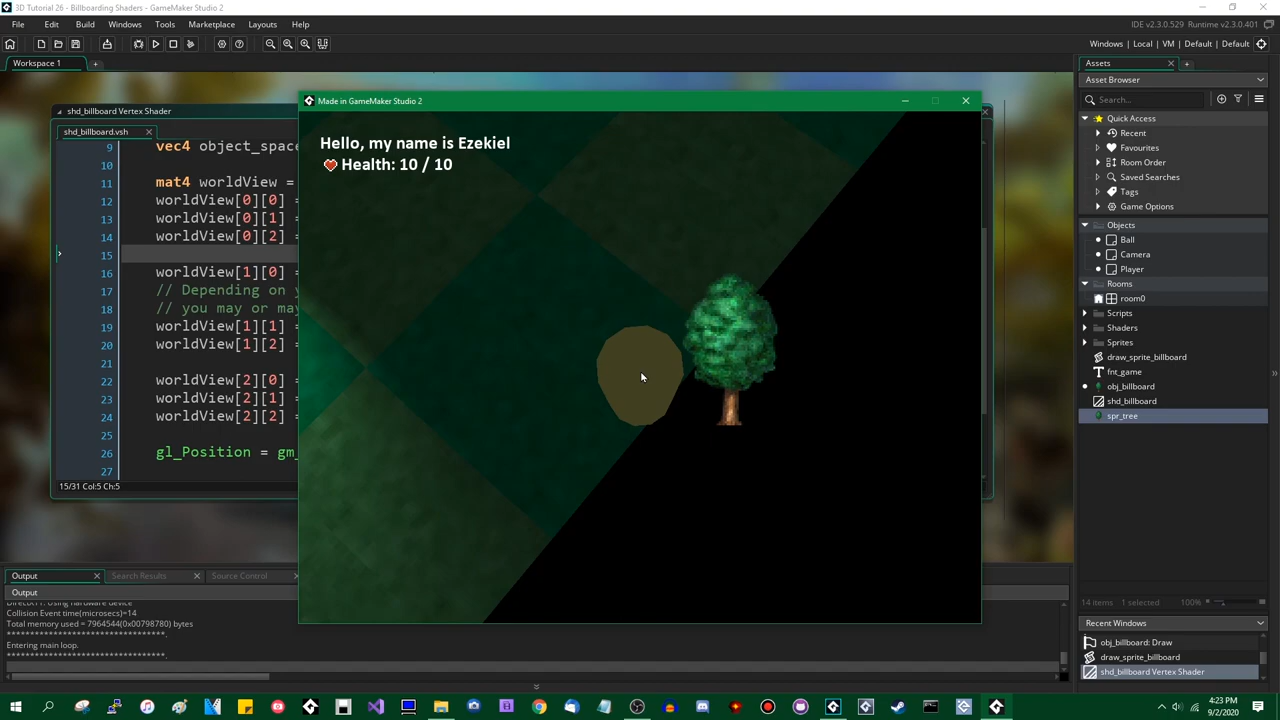 3D Tutorial 26 - Billboarding Shaders - GameMaker Studio 2
File Edit Build Windows Tools Marketplace Layouts Help
IDE v2.3.0.529 Runtime v2.3.0.401
Windows | Local | VM | Default | Default
Workspace 1
Assets
Asset Browser
Search...
Quick Access
Recent
Favourites
Room Order
Saved Searches
Tags
Game Options
Objects
Ball
Camera
Player
Rooms
room0
Scripts
Shaders
Sprites
draw_sprite_billboard
fnt_game
obj_billboard
shd_billboard
spr_tree
14 items 1 selected 100%
Recent Windows
obj_billboard: Draw
draw_sprite_billboard
shd_billboard Vertex Shader
shd_billboard Vertex Shader
shd_billboard.vsh
9 vec4 object_spac
10
11 mat4 worldView =
12 worldView[0][0] =
13 worldView[0][1] =
14 worldView[0][2] =
15
16 worldView[1][0] =
17 // Depending on
18 // you may or may
19 worldView[1][1] =
20 worldView[1][2] =
21
22 worldView[2][0] =
23 worldView[2][1] =
24 worldView[2][2] =
25
26 gl_Position = gm_
27
15/31 Col:5 Ch:5
Made in GameMaker Studio 2
Hello, my name is Ezekiel
Health: 10 / 10
Output Search Results Source Control
Output
DirectX11: Using hardware device
Collision Event time(microsecs)=14
Total memory used = 7964544(0x00798780) bytes
**********************************.
Entering main loop.
**********************************.
4:23 PM
9/2/2020